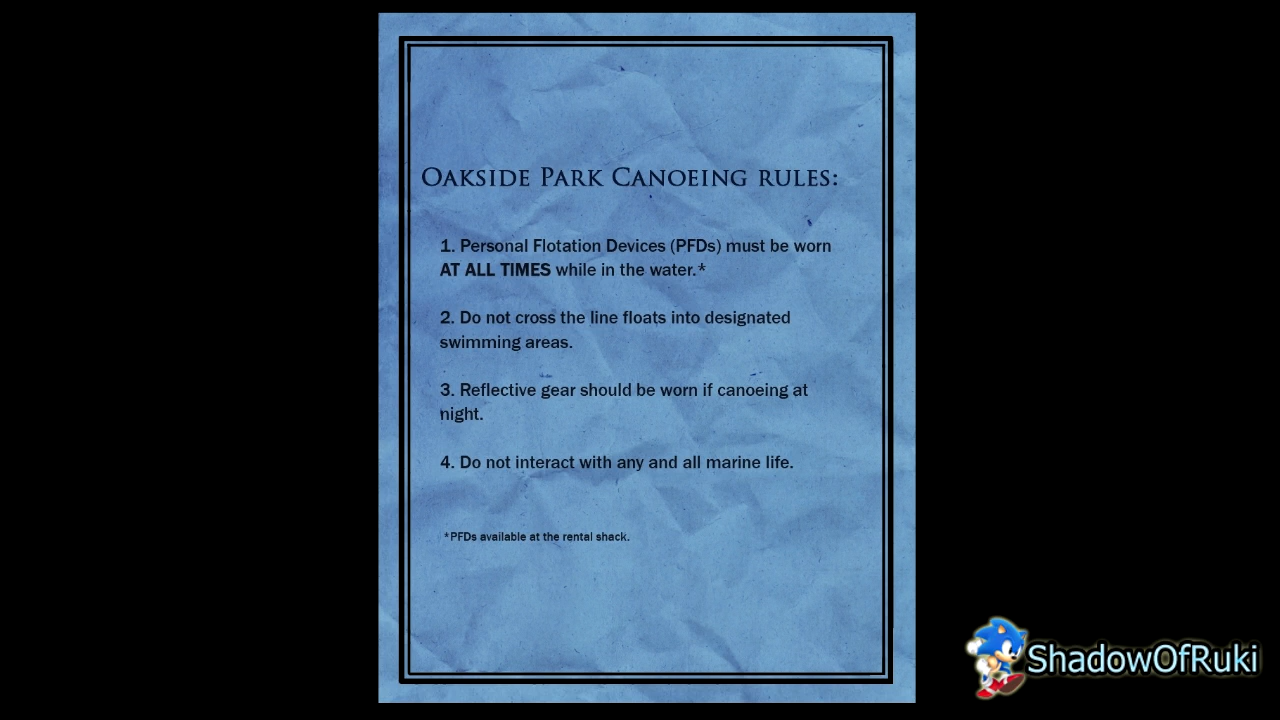 Oakside Park Canoeing rules:
1. Personal Flotation Devices (PFDs) must be worn
AT ALL TIMES while in the water.*
2. Do not cross the line floats into designated
swimming areas.
3. Reflective gear should be worn if canoeing at
night.
4. Do not interact with any and all marine life.
*PFDs available at the rental shack.
ShadowOfRuki